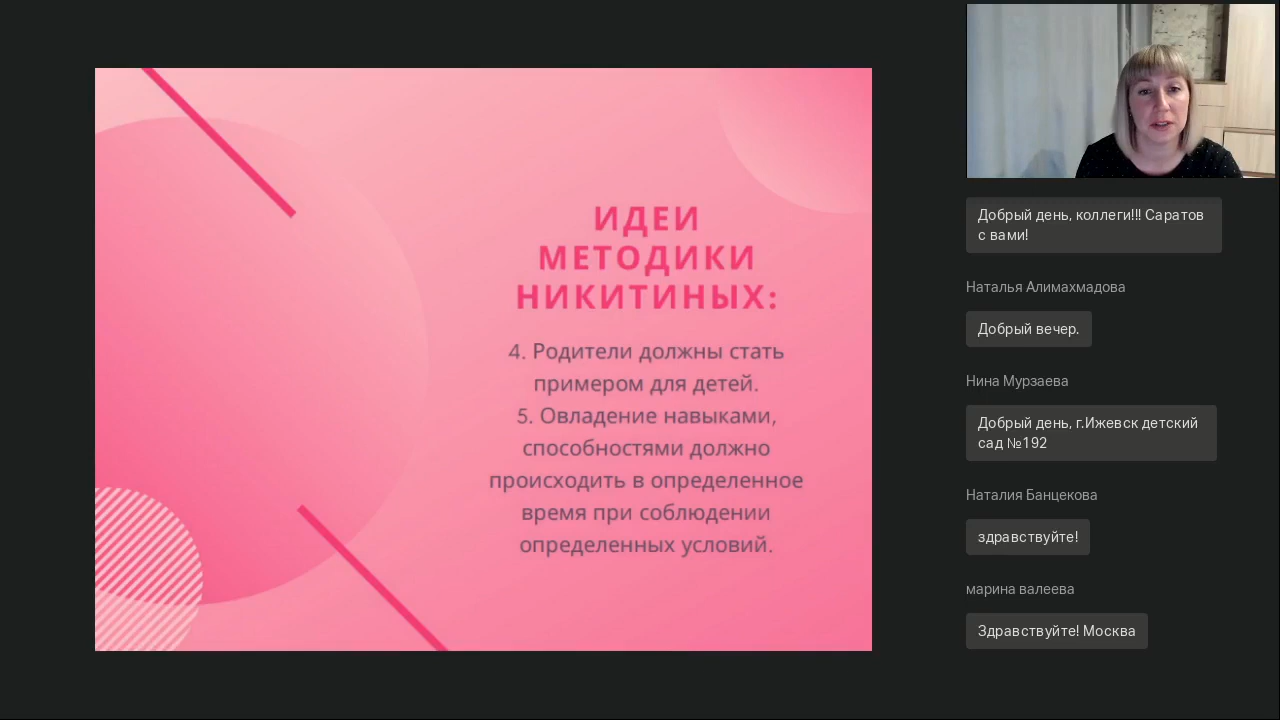 ИДЕИ
МЕТОДИКИ
НИКИТИНЫХ:
4. Родители должны стать
примером для детей.
5. Овладение навыками,
способностями должно
происходить в определенное
время при соблюдении
определенных условий.
Добрый день, коллеги!!! Саратов
с вами!
Наталья Алимахмадова
Добрый вечер.
Нина Мурзаева
Добрый день, г.Ижевск детский
сад №192
Наталия Банцекова
здравствуйте!
марина валеева
Здравствуйте! Москва